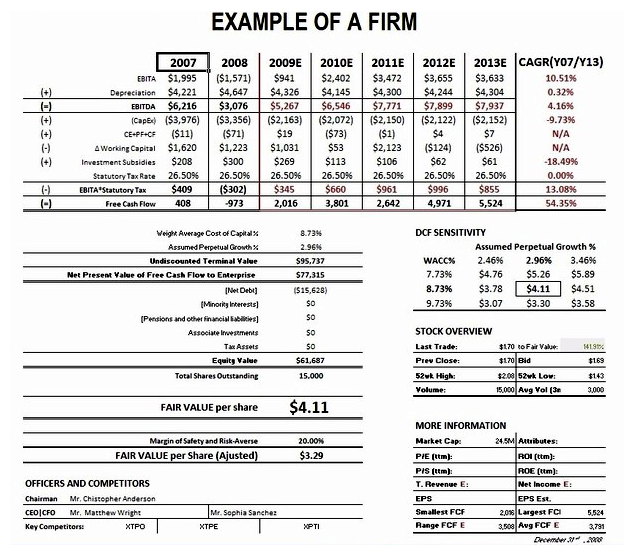 EXAMPLE OF A FIRM
2007 2008 2009E 2010E 2011E 2012E 2013E CAGR(Y07/Y13)
EBITA $1,995 ($1,571) $941 $2,402 $3,472 $3,655 $3,633 10.51%
(+) Depreciation $4,221 $4,647 $4,326 $4,145 $4,300 $4,244 $4,304 0.32%
(=) EBITDA $6,216 $3,076 $5,267 $6,546 $7,771 $7,899 $7,937 4.16%
(+) (CapEx) ($3,976) ($3,356) ($2,163) ($2,072) ($2,150) ($2,122) ($2,152) -9.73%
(+) CE+PF+CF ($11) ($71) $19 ($73) ($1) $4 $7 N/A
(-) Δ Working Capital $1,620 $1,223 $1,031 $53 $2,123 ($124) ($526) N/A
(+) Investment Subsidies $208 $300 $269 $113 $106 $62 $61 -18.49%
Statutory Tax Rate 26.50% 26.50% 26.50% 26.50% 26.50% 26.50% 26.50% 0.00%
(-) EBITA*Statutory Tax $409 ($302) $345 $660 $961 $996 $855 13.08%
(=) Free Cash Flow 408 -973 2,016 3,801 2,642 4,971 5,524 54.35%
Weight Average Cost of Capital % 8.73%
Assumed Perpetual Growth % 2.96%
Undiscounted Terminal Value $95,737
Net Present Value of Free Cash Flow to Enterprise $77,315
[Net Debt] ($15,628)
[Minority Interests] $0
[Pensions and other financial liabilities] $0
Associate Investments $0
Tax Assets $0
Equity Value $61,687
Total Shares Outstanding 15,000
FAIR VALUE per share $4.11
Margin of Safety and Risk-Averse 20.00%
FAIR VALUE per Share (Ajusted) $3.29
OFFICERS AND COMPETITORS
Chairman Mr. Chistopher Anderson
CEO|CFO Mr. Matthew Wright Mr. Sophia Sanchez
Key Competitors: XTPO XTPE XPTI
DCF SENSITIVITY
Assumed Perpetual Growth %
WACC% 2.46% 2.96% 3.46%
7.73% $4.76 $5.26 $5.89
8.73% $3.78 $4.11 $4.51
9.73% $3.07 $3.30 $3.58
STOCK OVERVIEW
Last Trade: $1.70 to Fair Value: 141.91%
Prev Close: $1.70 Bid $1.69
52wk High: $2.08 52wk Low: $1.43
Volume: 15,000 Avg Vol (3n 3,000
MORE INFORMATION
Market Cap: 24.5M Attributes:
P/E (ttm): ROI (ttm):
P/S (ttm): ROE (ttm):
T. Revenue E: Net Income E:
EPS EPS Est.
Smallest FCF 2,016 Largest FCI 5,524
Range FCF E 3,508 Avg FCF E 3,791
December 31st, 2008